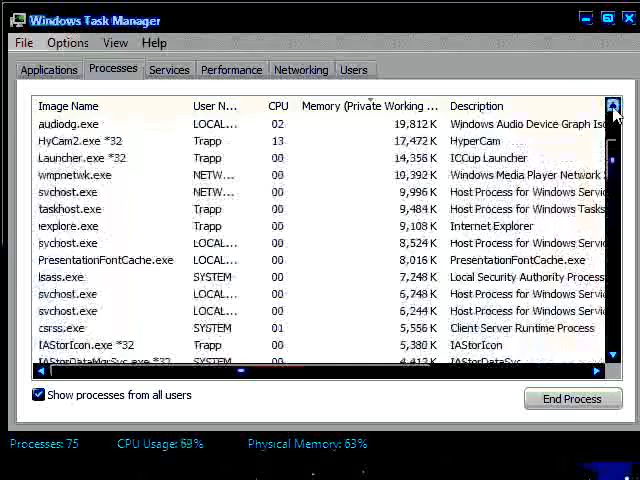 Windows Task Manager
File Options View Help
Applications Processes Services Performance Networking Users
Image Name User N... CPU Memory (Private Working ... Description
audiodg.exe LOCAL... 02 19,812 K Windows Audio Device Graph Iso
HyCam2.exe *32 Trapp 13 17,472 K HyperCam
Launcher.exe *32 Trapp 00 14,356 K ICCup Launcher
wmpnetwk.exe NETW... 00 10,392 K Windows Media Player Network
svchost.exe NETW... 00 9,996 K Host Process for Windows Servic
taskhost.exe Trapp 00 9,484 K Host Process for Windows Tasks
iexplore.exe Trapp 00 9,108 K Internet Explorer
svchost.exe LOCAL... 00 8,524 K Host Process for Windows Servic
PresentationFontCache.exe LOCAL... 00 8,016 K PresentationFontCache.exe
lsass.exe SYSTEM 00 7,248 K Local Security Authority Process
svchost.exe LOCAL... 00 6,748 K Host Process for Windows Servic
svchost.exe LOCAL... 00 6,244 K Host Process for Windows Servic
csrss.exe SYSTEM 01 5,556 K Client Server Runtime Process
IAStorIcon.exe *32 Trapp 00 5,380 K IAStorIcon
IAStorDataMgrSvc.exe *32 SYSTEM 00 4,412 K IAStorDataSvc
Show processes from all users End Process
Processes: 75 CPU Usage: 69% Physical Memory: 63%